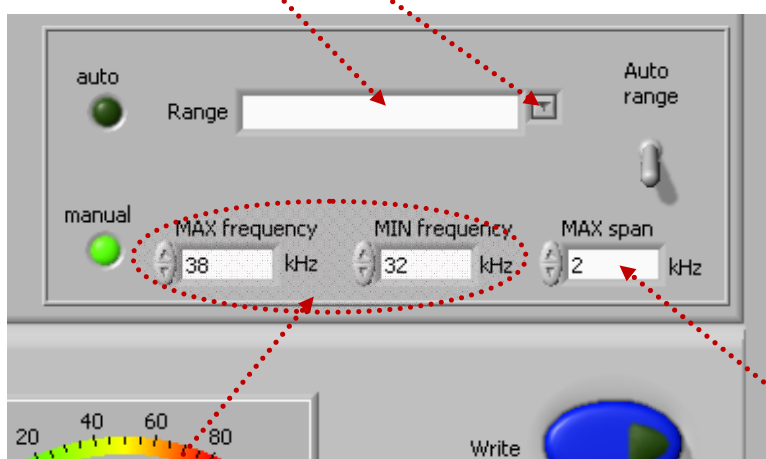 auto
Auto
range
Range
manual
MAX frequency
MIN frequency
MAX span
38 kHz
32 kHz
2 kHz
20 40 60 80
Write